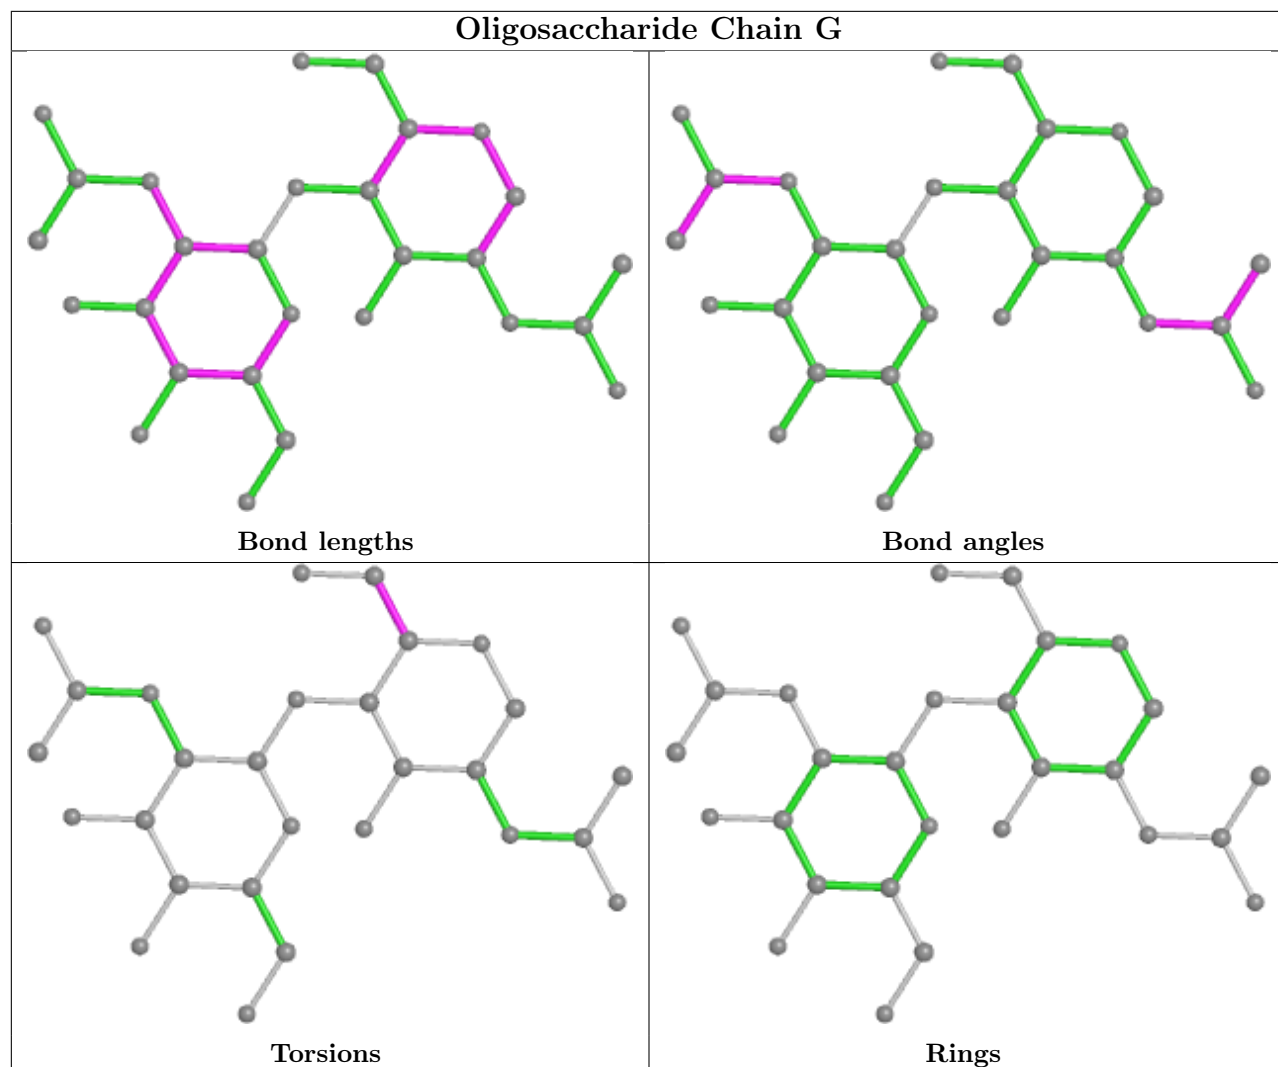 Oligosaccharide Chain G
Bond lengths
Bond angles
Torsions
Rings